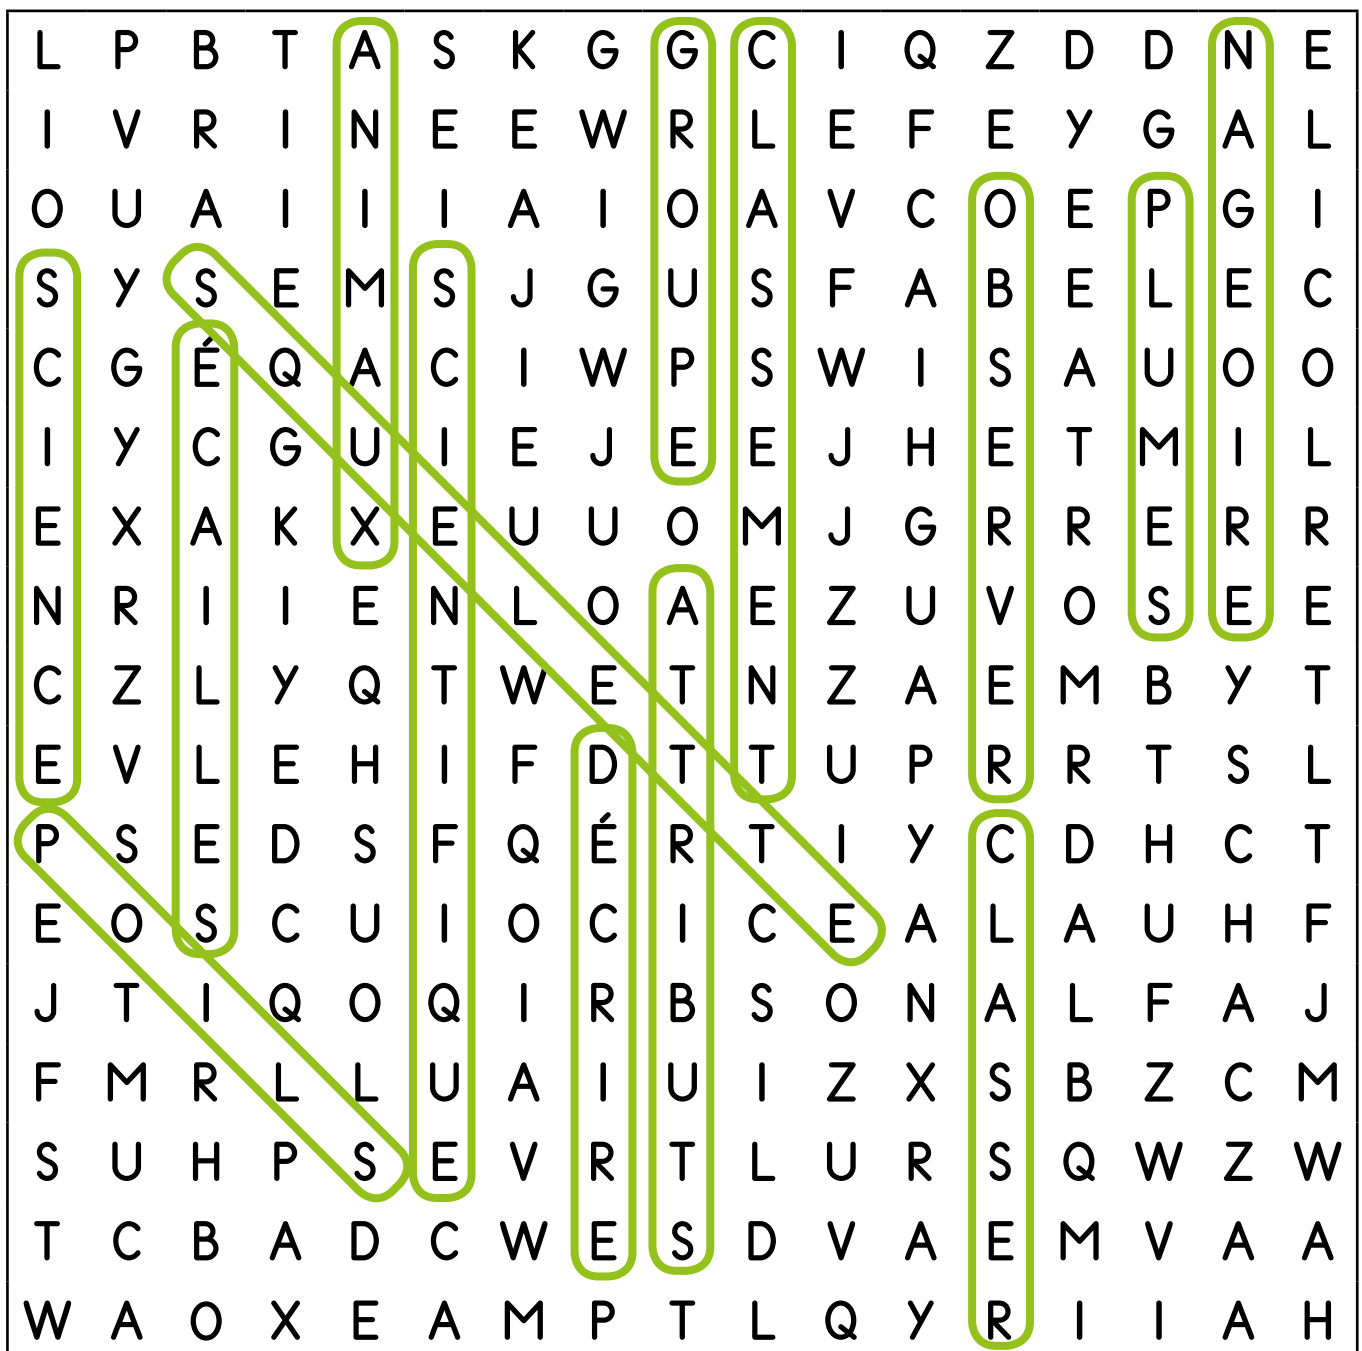 L P B T A S K G G C I Q Z D D N E
I V R I N E E W R L E F E Y G A L
O U A I I I A I O A V C O E P G I
S Y S E M S J G U S F A B E L E C
C G É Q A C I W P S W I S A U O O
I Y C G U I E J E E J H E T M I L
E X A K X E U U O M J G R R E R R
N R I I E N L O A E Z U V O S E E
C Z L Y Q T W E T N Z A E M B Y T
E V L E H I F D T T U P R R T S L
P S E D S F Q É R T I Y C D H C T
E O S C U I O C I C E A L A U H F
J T I Q O Q I R B S O N A L F A J
F M R L L U A I U I Z X S B Z C M
S U H P S E V R T L U R S Q W Z W
T C B A D C W E S D V A E M V A A
W A O X E A M P T L Q Y R I I A H